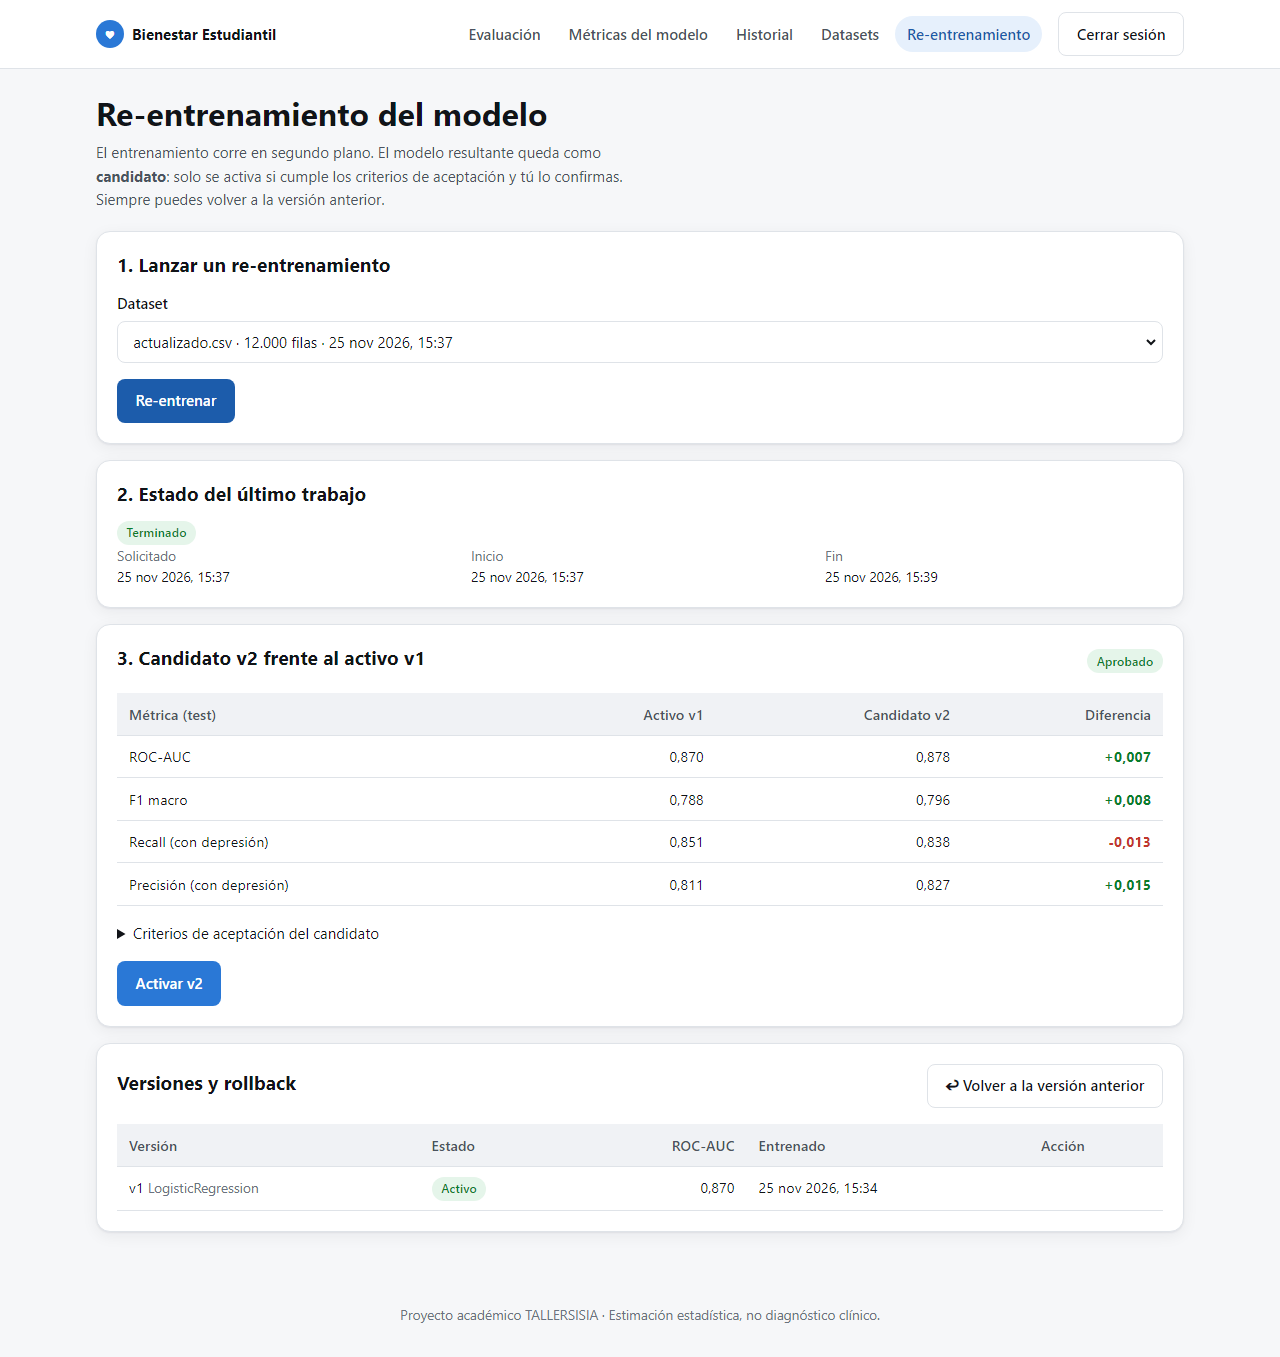 Bienestar Estudiantil
Evaluación
Métricas del modelo
Historial
Datasets
Re-entrenamiento
Cerrar sesión
Re-entrenamiento del modelo
El entrenamiento corre en segundo plano. El modelo resultante queda como
candidato: solo se activa si cumple los criterios de aceptación y tú lo confirmas.
Siempre puedes volver a la versión anterior.
1. Lanzar un re-entrenamiento
Dataset
actualizado.csv · 12.000 filas · 25 nov 2026, 15:37
Re-entrenar
2. Estado del último trabajo
Terminado
Solicitado Inicio Fin
25 nov 2026, 15:37 25 nov 2026, 15:37 25 nov 2026, 15:39
3. Candidato v2 frente al activo v1
Aprobado
Métrica (test) Activo v1 Candidato v2 Diferencia
ROC-AUC 0,870 0,878 +0,007
F1 macro 0,788 0,796 +0,008
Recall (con depresión) 0,851 0,838 -0,013
Precisión (con depresión) 0,811 0,827 +0,015
▶ Criterios de aceptación del candidato
Activar v2
Versiones y rollback
↩ Volver a la versión anterior
Versión Estado ROC-AUC Entrenado Acción
v1 LogisticRegression Activo 0,870 25 nov 2026, 15:34
Proyecto académico TALLERSISIA · Estimación estadística, no diagnóstico clínico.